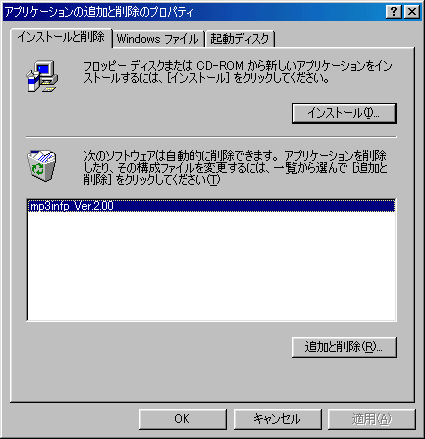 アプリケーションの追加と削除のプロパティ
インストールと削除 Windows ファイル 起動ディスク
フロッピー ディスクまたは CD-ROM から新しいアプリケーションをイン
ストールするには、[インストール] をクリックしてください。
インストール(I)...
次のソフトウェアは自動的に削除できます。 アプリケーションを削除
したり、その構成ファイルを変更するには、一覧から選んで [追加と
削除] をクリックしてください(T)
mp3infp Ver.2.00
追加と削除(R)...
OK キャンセル 適用(A)